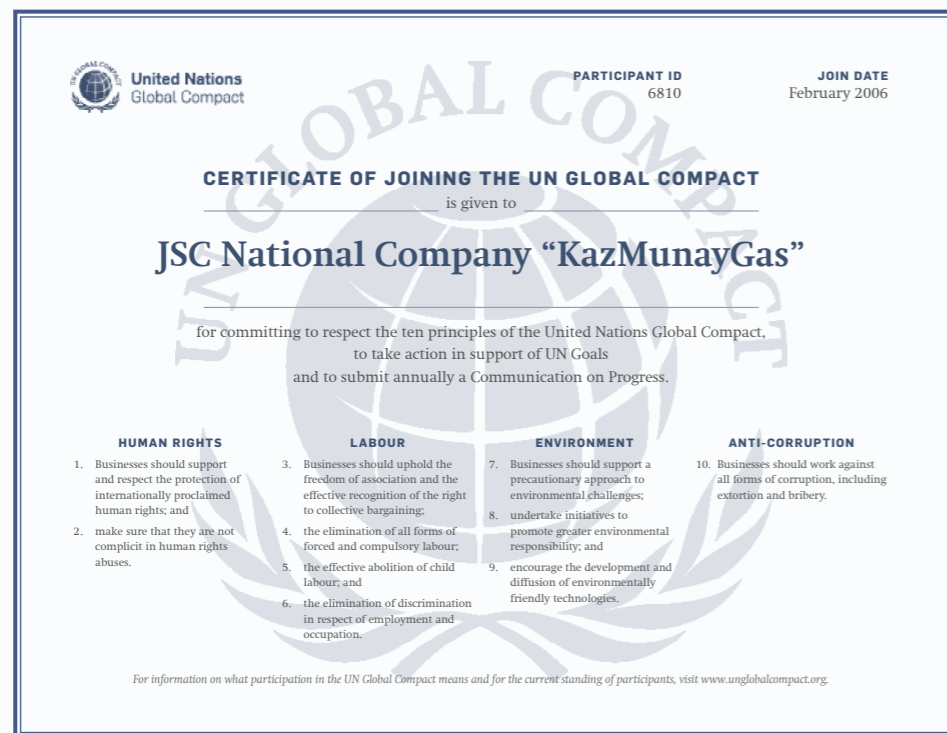 UN GLOBAL COMPACT
United Nations
Global Compact
PARTICIPANT ID
6810
JOIN DATE
February 2006
UN GLOBAL COMPACT
CERTIFICATE OF JOINING THE UN GLOBAL COMPACT
is given to
JSC National Company “KazMunayGas”
for committing to respect the ten principles of the United Nations Global Compact,
to take action in support of UN Goals
and to submit annually a Communication on Progress.
HUMAN RIGHTS
1. Businesses should support
and respect the protection of
internationally proclaimed
human rights; and
2. make sure that they are not
complicit in human rights
abuses.
LABOUR
3. Businesses should uphold the
freedom of association and the
effective recognition of the right
to collective bargaining;
4. the elimination of all forms of
forced and compulsory labour;
5. the effective abolition of child
labour; and
6. the elimination of discrimination
in respect of employment and
occupation.
ENVIRONMENT
7. Businesses should support a
precautionary approach to
environmental challenges;
8. undertake initiatives to
promote greater environmental
responsibility; and
9. encourage the development and
diffusion of environmentally
friendly technologies.
ANTI-CORRUPTION
10. Businesses should work against
all forms of corruption, including
extortion and bribery.
For information on what participation in the UN Global Compact means and for the current standing of participants, visit www.unglobalcompact.org.